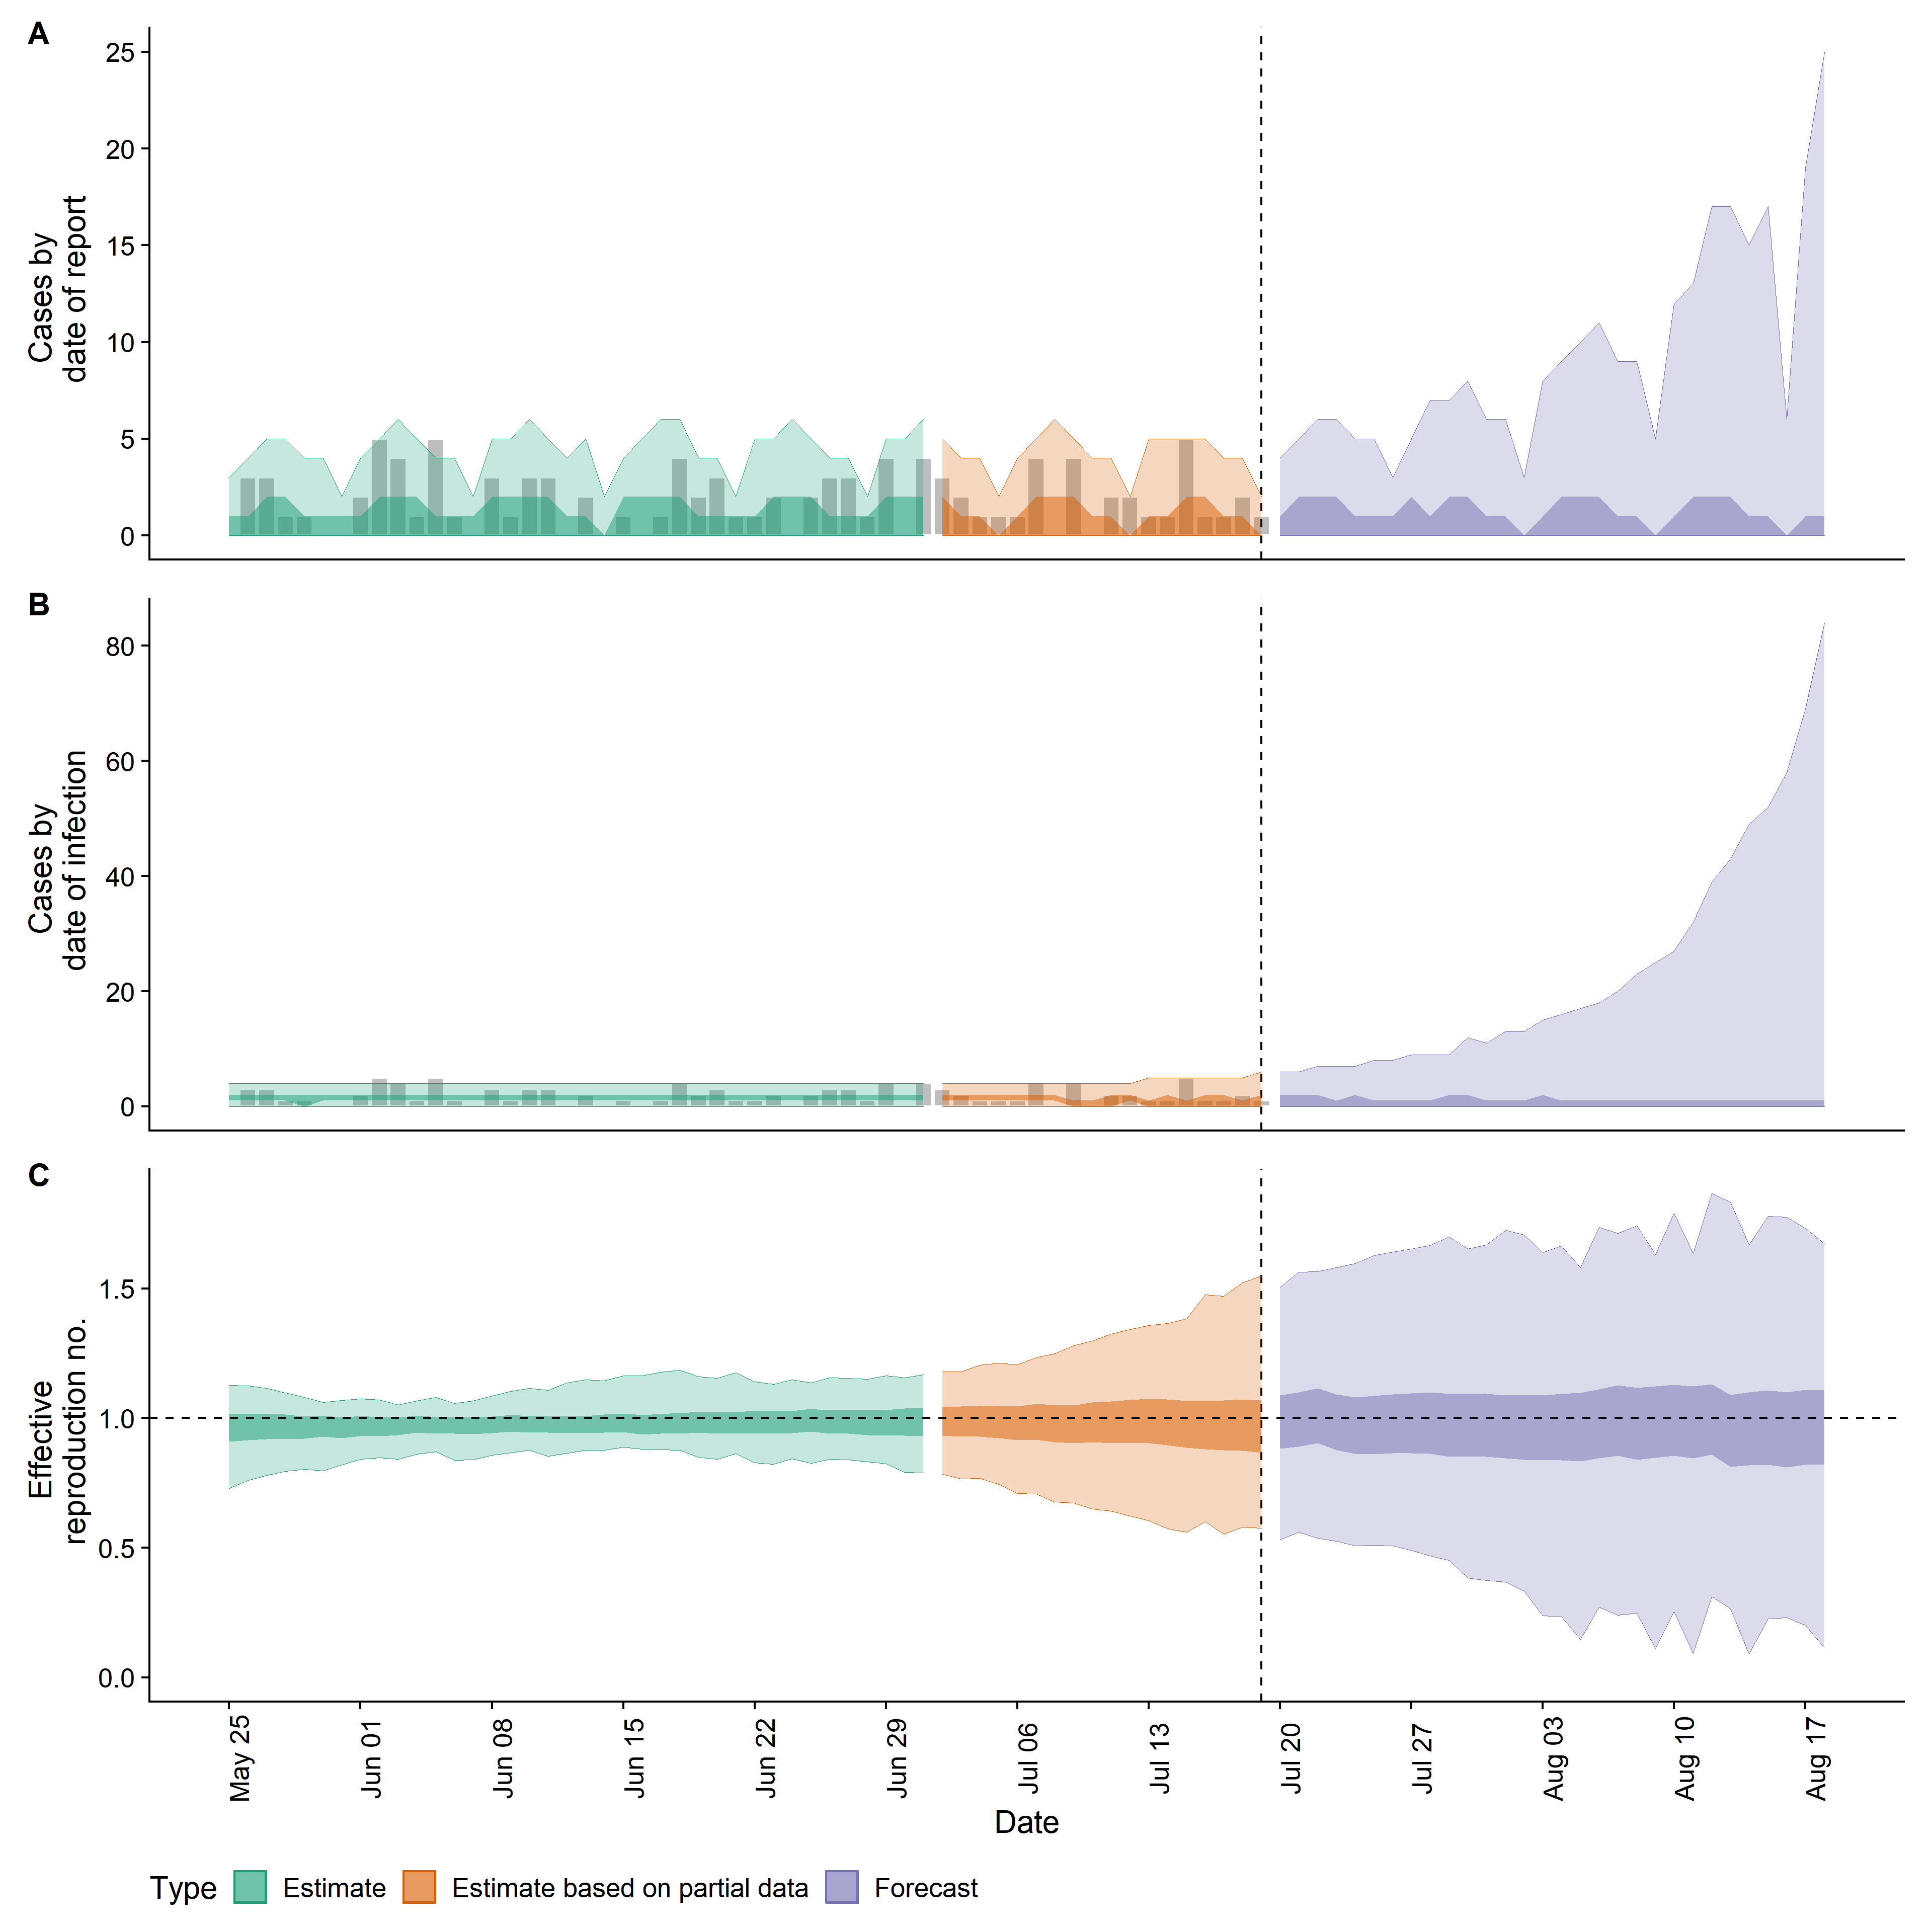 A
25
20
15
10
5
0
Cases by
date of report
B
80
60
40
20
0
Cases by
date of infection
C
1.5
1.0
0.5
0.0
Effective
reproduction no.
May 25
Jun 01
Jun 08
Jun 15
Jun 22
Jun 29
Jul 06
Jul 13
Jul 20
Jul 27
Aug 03
Aug 10
Aug 17
Date
Type Estimate Estimate based on partial data Forecast